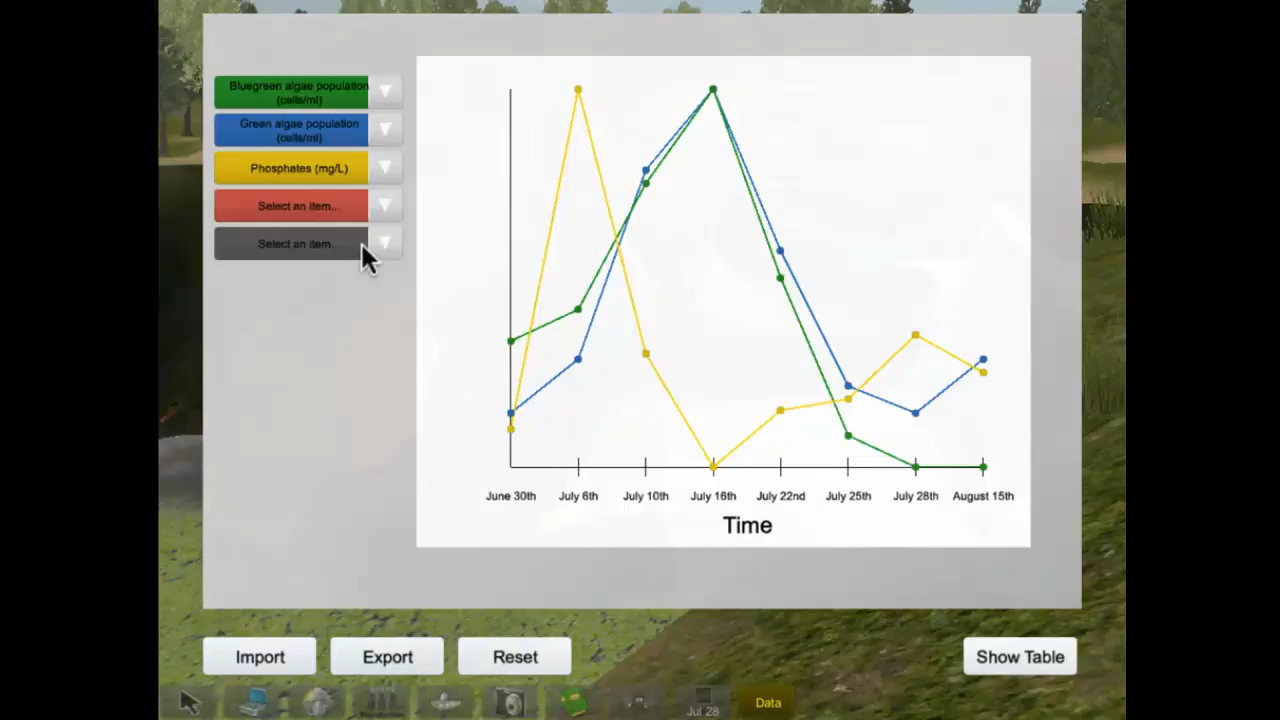 Bluegreen algae population
(cells/ml)
Green algae population
(cells/ml)
Phosphates (mg/L)
Select an item...
Select an item.
June 30th July 6th July 10th July 16th July 22nd July 25th July 28th August 15th
Time
Import Export Reset Show Table
Jul 28 Data